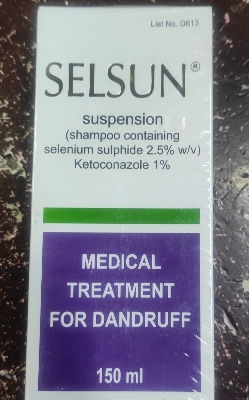 List No. 0613
SELSUN®
suspension
(shampoo containing
selenium sulphide 2.5% w/v)
Ketoconazole 1%
MEDICAL
TREATMENT
FOR DANDRUFF
150 ml